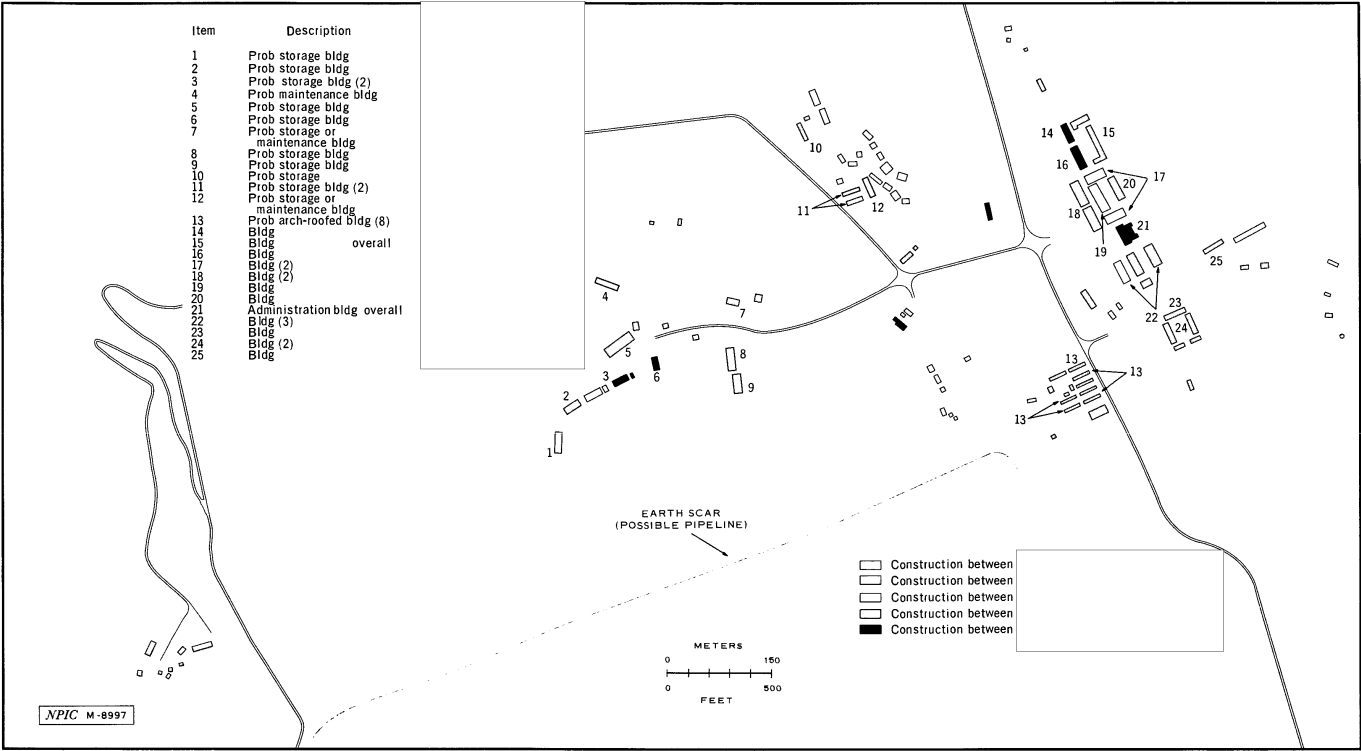 Item Description
1 Prob storage bldg
2 Prob storage bldg
3 Prob storage bldg (2)
4 Prob maintenance bldg
5 Prob storage bldg
6 Prob storage bldg
7 Prob storage or
maintenance bldg
8 Prob storage bldg
9 Prob storage bldg
10 Prob storage
11 Prob storage bldg (2)
12 Prob storage or
maintenance bldg
13 Prob arch-roofed bldg (8)
14 Bldg
15 Bldg overall
16 Bldg
17 Bldg (2)
18 Bldg (2)
19 Bldg
20 Bldg
21 Administration bldg overall
22 Bldg (3)
23 Bldg
24 Bldg (2)
25 Bldg
10
11
12
14
15
16
17
18
19
20
21
22
23
24
25
4
7
5
3
6
8
9
2
1
13
13
13
EARTH SCAR
(POSSIBLE PIPELINE)
Construction between
Construction between
Construction between
Construction between
Construction between
METERS
0 150
0 500
FEET
NPIC M-8997